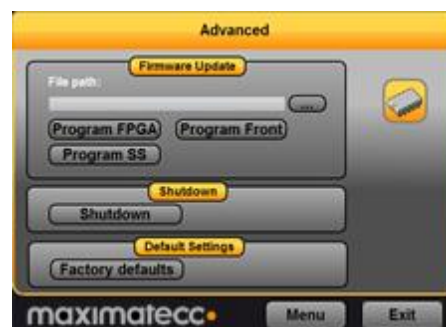 Advanced
Firmware Update
File path:
...
Program FPGA Program Front
Program SS
Shutdown
Shutdown
Default Settings
Factory defaults
maximatecc
Menu Exit